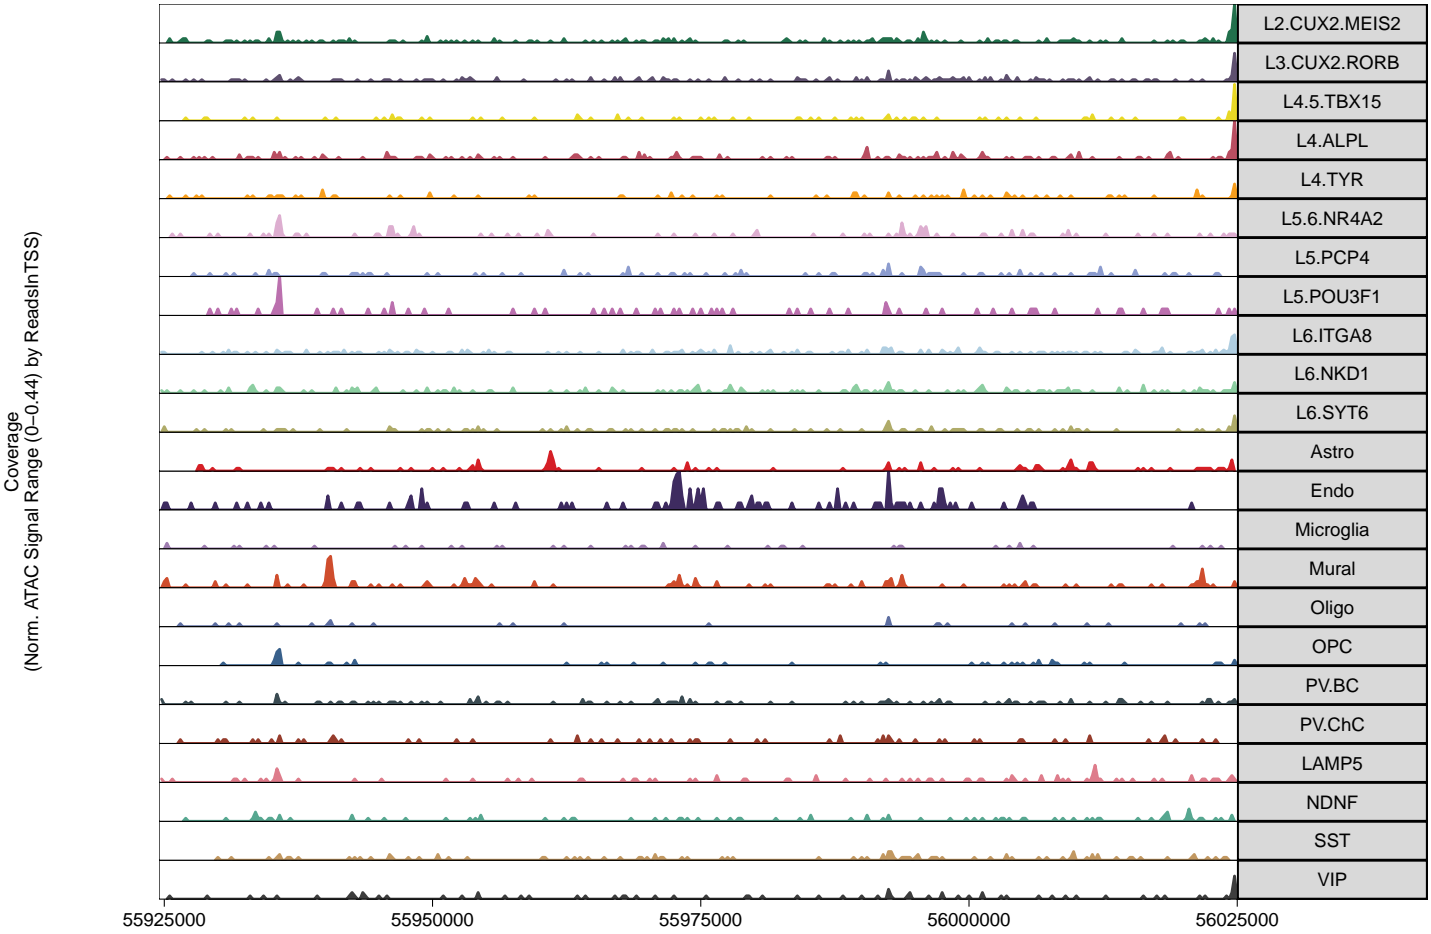 Coverage
(Norm. ATAC Signal Range (0–0.44) by ReadsInTSS)
L2.CUX2.MEIS2
L3.CUX2.RORB
L4.5.TBX15
L4.ALPL
L4.TYR
L5.6.NR4A2
L5.PCP4
L5.POU3F1
L6.ITGA8
L6.NKD1
L6.SYT6
Astro
Endo
Microglia
Mural
Oligo
OPC
PV.BC
PV.ChC
LAMP5
NDNF
SST
VIP
55925000 55950000 55975000 56000000 56025000